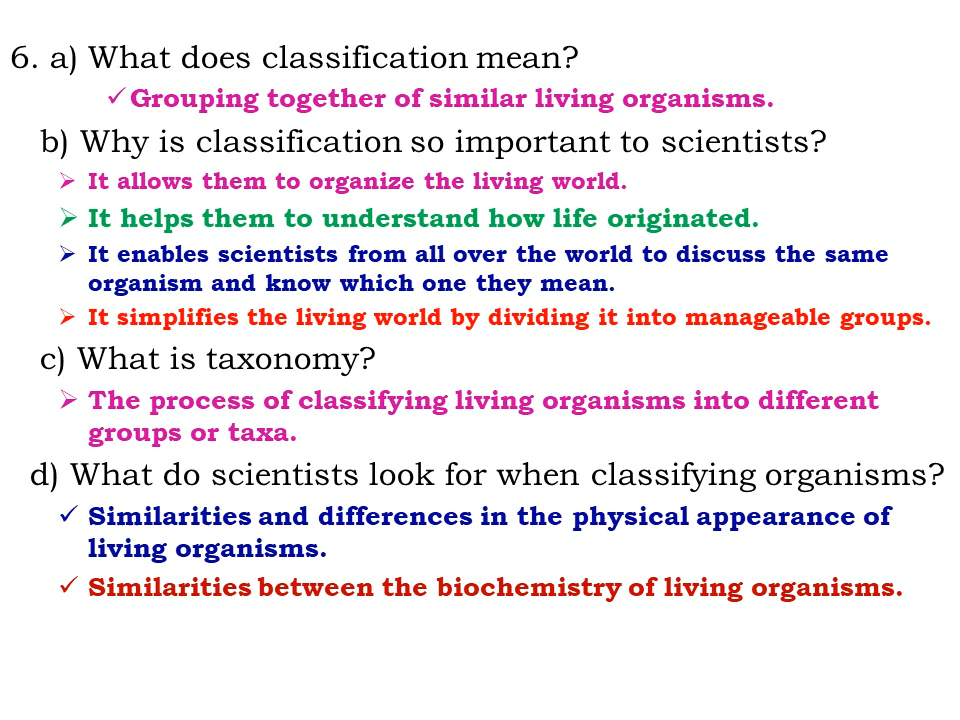 6. a) What does classification mean?
✓ Grouping together of similar living organisms.
b) Why is classification so important to scientists?
➢ It allows them to organize the living world.
➢ It helps them to understand how life originated.
➢ It enables scientists from all over the world to discuss the same
organism and know which one they mean.
➢ It simplifies the living world by dividing it into manageable groups.
c) What is taxonomy?
➢ The process of classifying living organisms into different
groups or taxa.
d) What do scientists look for when classifying organisms?
✓ Similarities and differences in the physical appearance of
living organisms.
✓ Similarities between the biochemistry of living organisms.